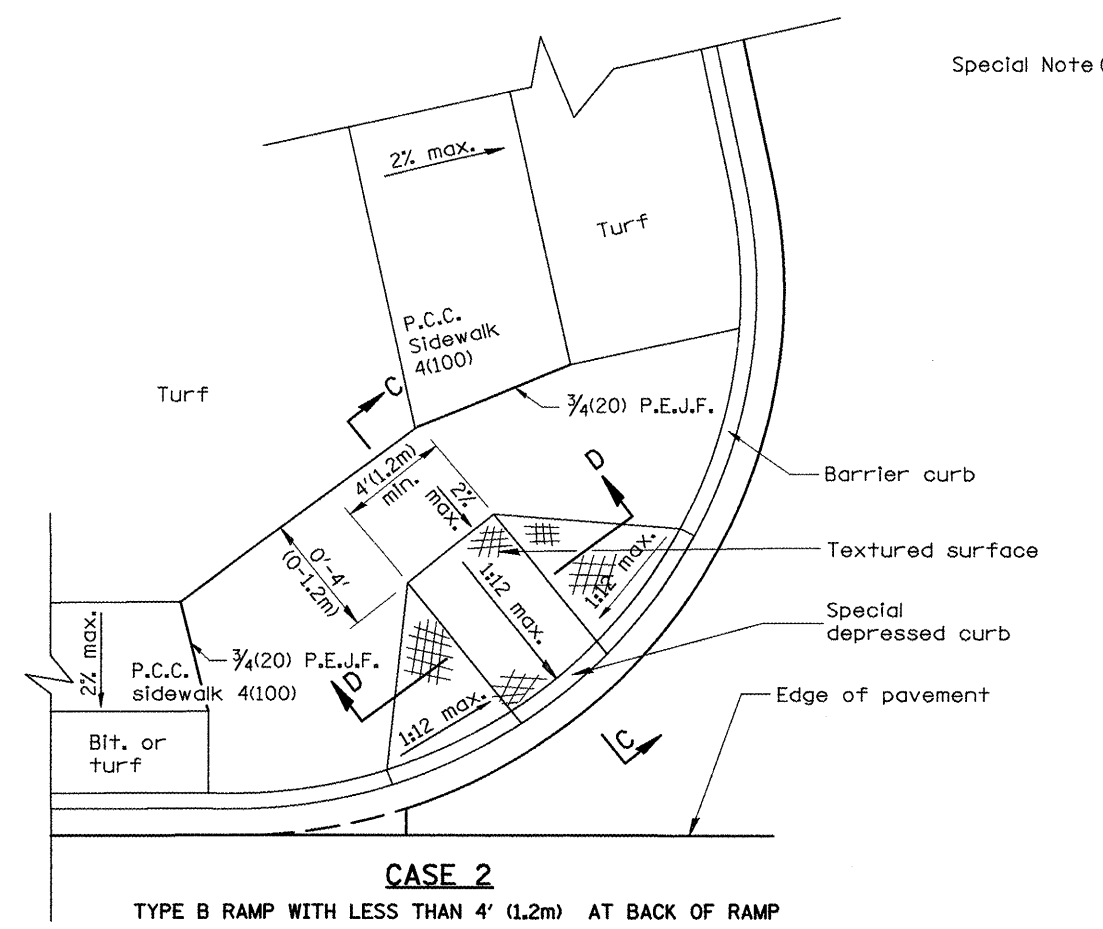 Special Note (
2% max.
Turf
P.C.C.
Sidewalk
4(100)
Turf
C
3/4(20) P.E.J.F.
4'(1.2m)
min.
2%
max.
D
Barrier curb
0'-4'
(0-1.2m)
Textured surface
1:12 max.
1:12 max.
Special
depressed curb
2% max.
3/4(20) P.E.J.F.
P.C.C.
sidewalk 4(100)
D
1:12 max.
Edge of pavement
C
Bit. or
turf
CASE 2
TYPE B RAMP WITH LESS THAN 4' (1.2m) AT BACK OF RAMP